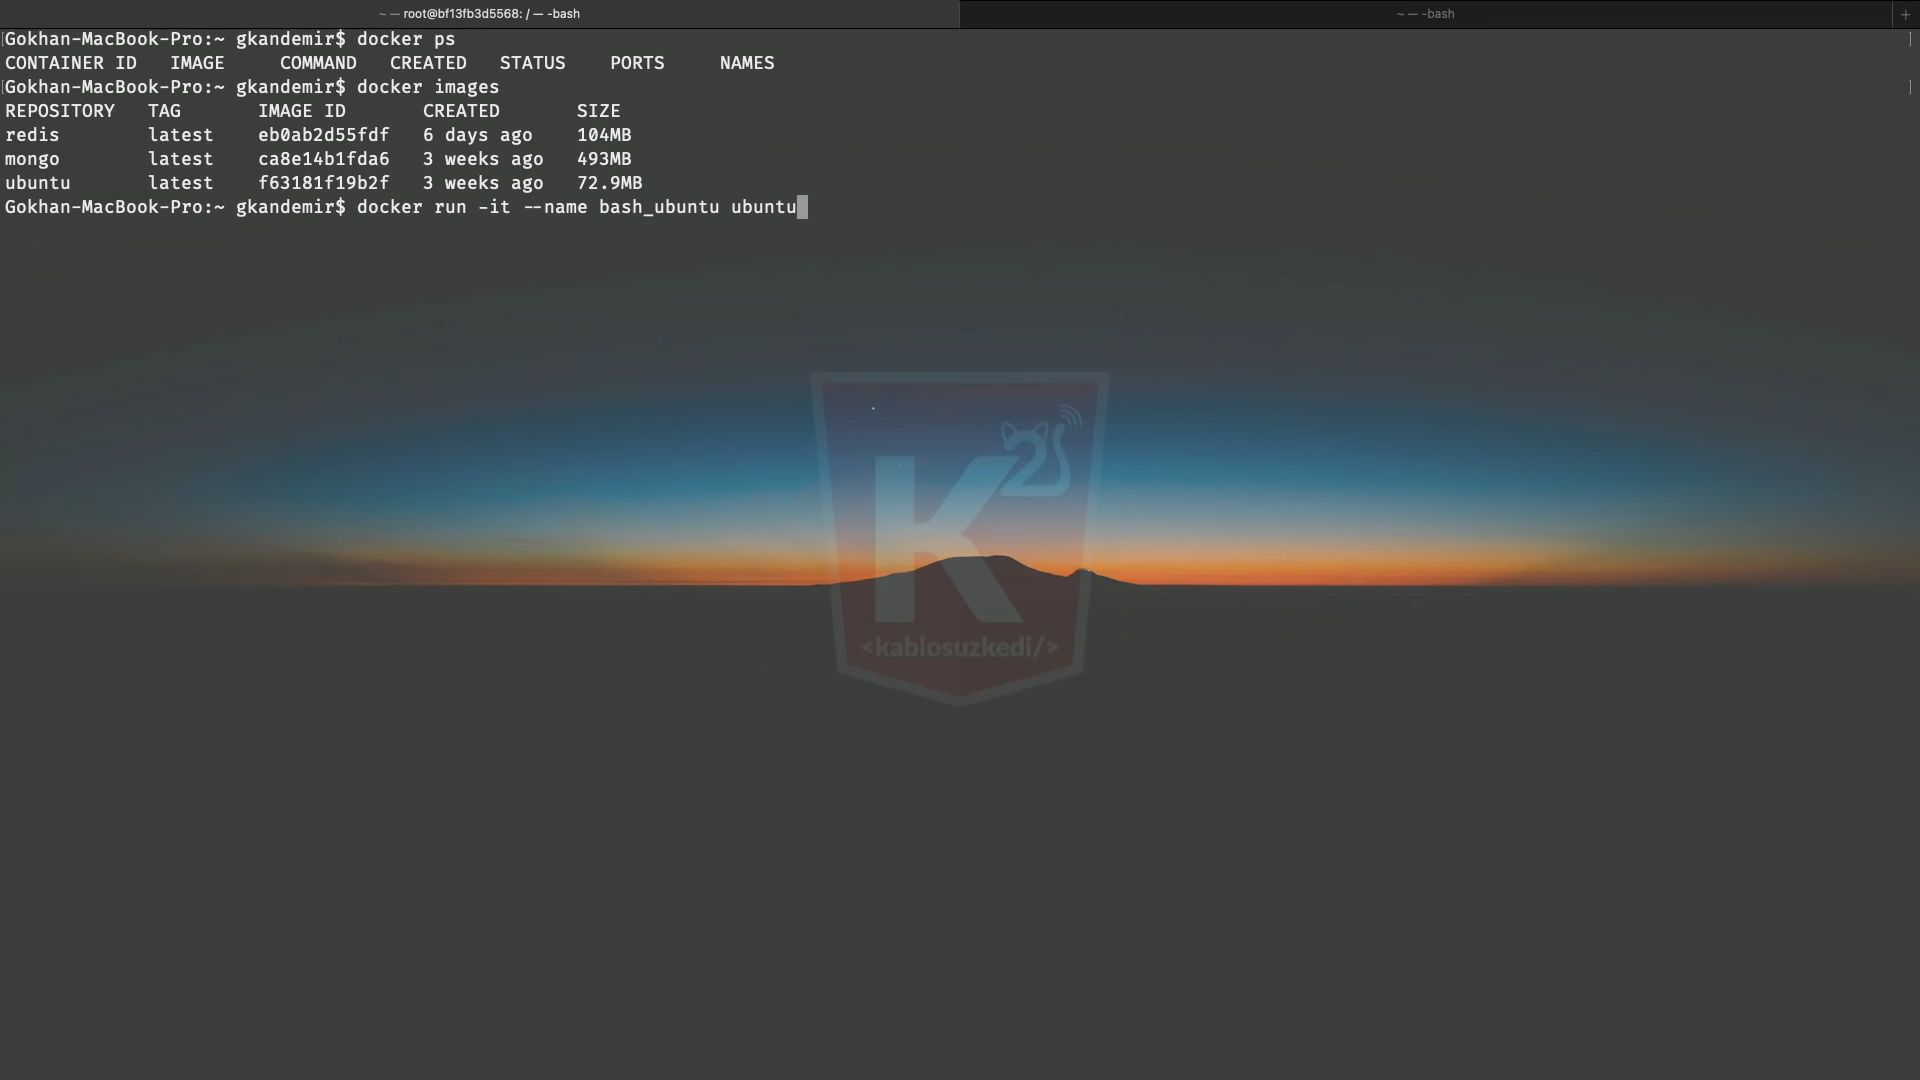 ~ — root@bf13fb3d5568: / — -bash
~ — -bash
+
Gokhan-MacBook-Pro:~ gkandemir$ docker ps
CONTAINER ID   IMAGE     COMMAND   CREATED   STATUS    PORTS     NAMES
Gokhan-MacBook-Pro:~ gkandemir$ docker images
REPOSITORY   TAG       IMAGE ID       CREATED       SIZE
redis        latest    eb0ab2d55fdf   6 days ago    104MB
mongo        latest    ca8e14b1fda6   3 weeks ago   493MB
ubuntu       latest    f63181f19b2f   3 weeks ago   72.9MB
Gokhan-MacBook-Pro:~ gkandemir$ docker run -it --name bash_ubuntu ubuntu
K2
<kablosuzkedi/>